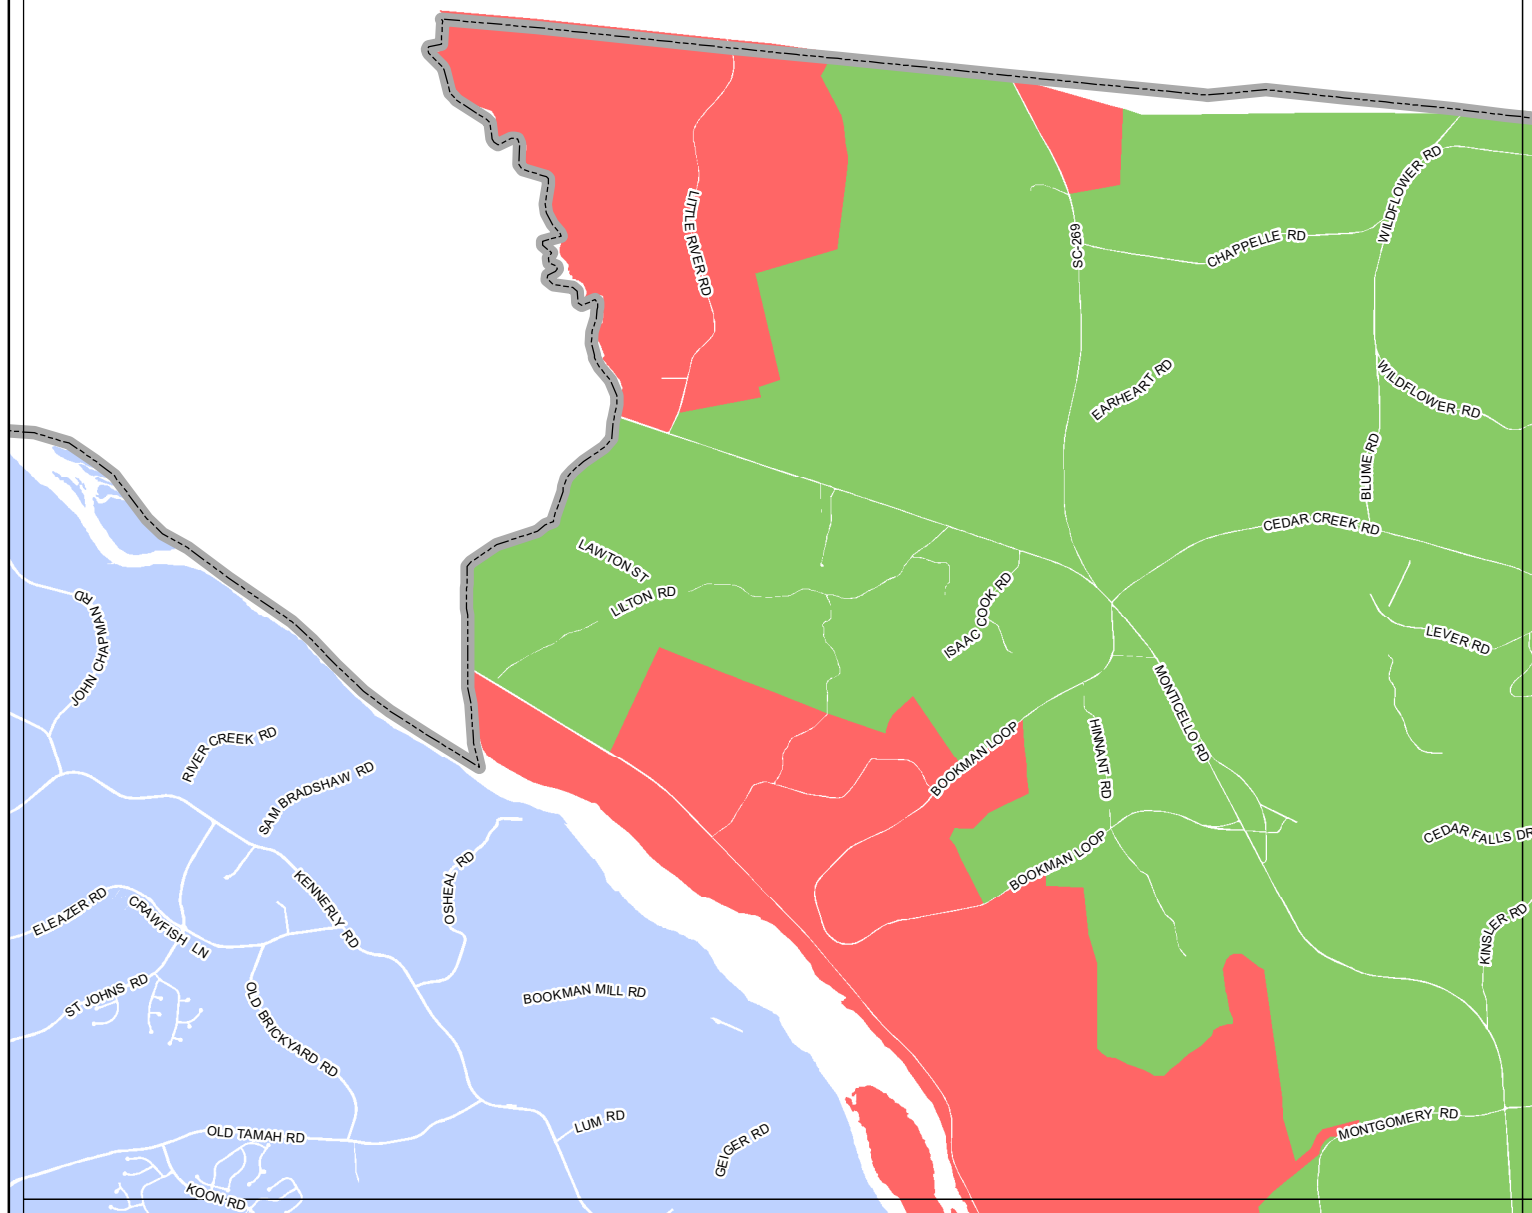 WILDFLOWER RD
LITTLE RIVER RD
SC-269
CHAPPELLE RD
EARHEART RD
WILDFLOWER RD
BLUME RD
CEDAR CREEK RD
LAWTON ST
LILTON RD
ISAAC COOK RD
JOHN CHAPMAN RD
LEVER RD
MONTICELLO RD
RIVER CREEK RD
HINNANT RD
BOOKMAN LOOP
SAM BRADSHAW RD
CEDAR FALLS DR
BOOKMAN LOOP
OSHEAL RD
KENNERLY RD
ELEAZER RD
CRAWFISH LN
KINSLER RD
ST JOHNS RD
BOOKMAN MILL RD
OLD BRICKYARD RD
MONTGOMERY RD
LUM RD
OLD TAMAH RD
GEIGER RD
KOON RD